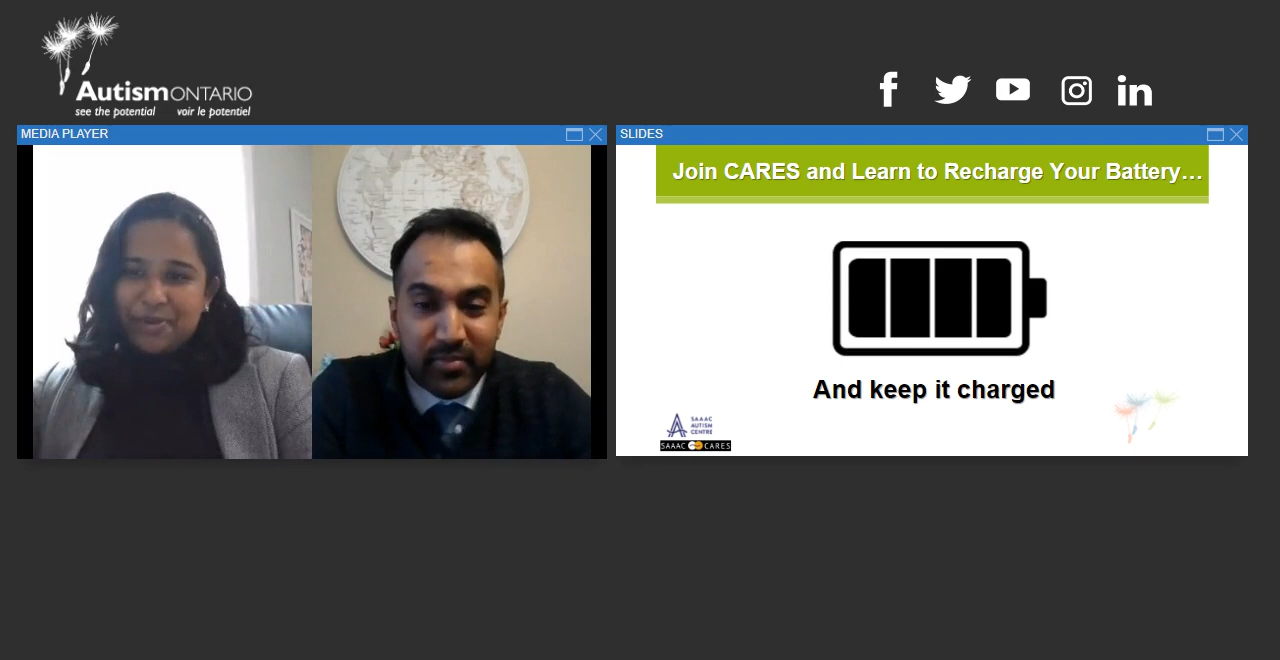 Autism ONTARIO
see the potential voir le potentiel
MEDIA PLAYER
SLIDES
Join CARES and Learn to Recharge Your Battery…
And keep it charged
SAAAC
AUTISM
CENTRE
SAAAC CARES